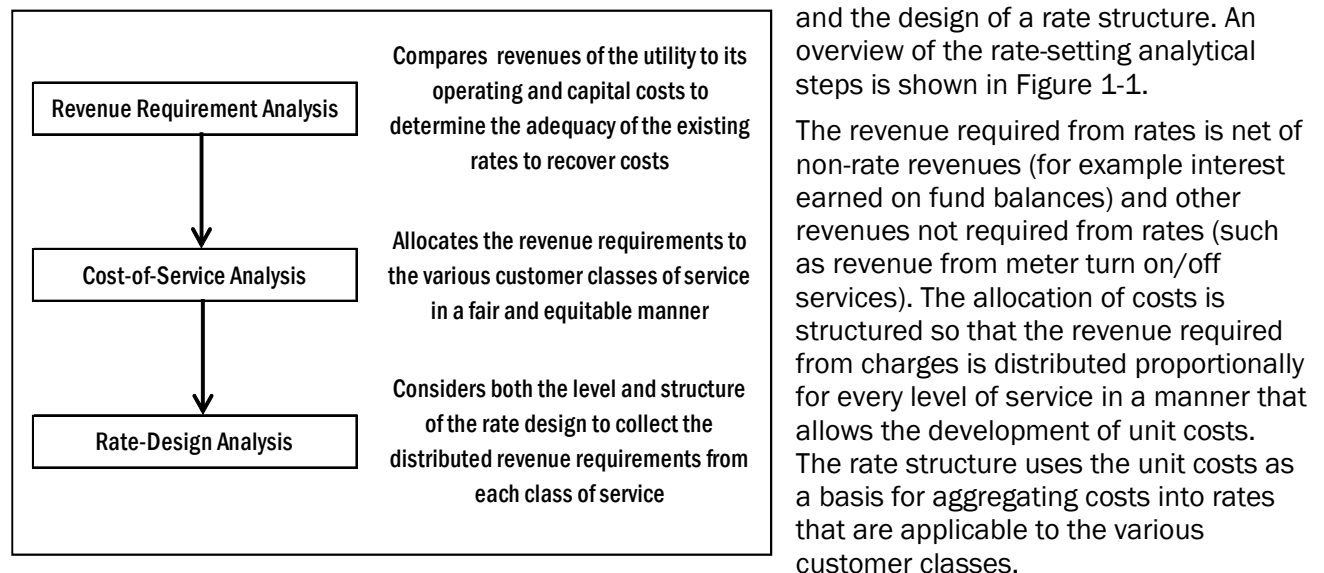 Revenue Requirement Analysis
Compares revenues of the utility to its
operating and capital costs to
determine the adequacy of the existing
rates to recover costs
Cost-of-Service Analysis
Allocates the revenue requirements to
the various customer classes of service
in a fair and equitable manner
Rate-Design Analysis
Considers both the level and structure
of the rate design to collect the
distributed revenue requirements from
each class of service
and the design of a rate structure. An
overview of the rate-setting analytical
steps is shown in Figure 1-1.
The revenue required from rates is net of
non-rate revenues (for example interest
earned on fund balances) and other
revenues not required from rates (such
as revenue from meter turn on/off
services). The allocation of costs is
structured so that the revenue required
from charges is distributed proportionally
for every level of service in a manner that
allows the development of unit costs.
The rate structure uses the unit costs as
a basis for aggregating costs into rates
that are applicable to the various
customer classes.